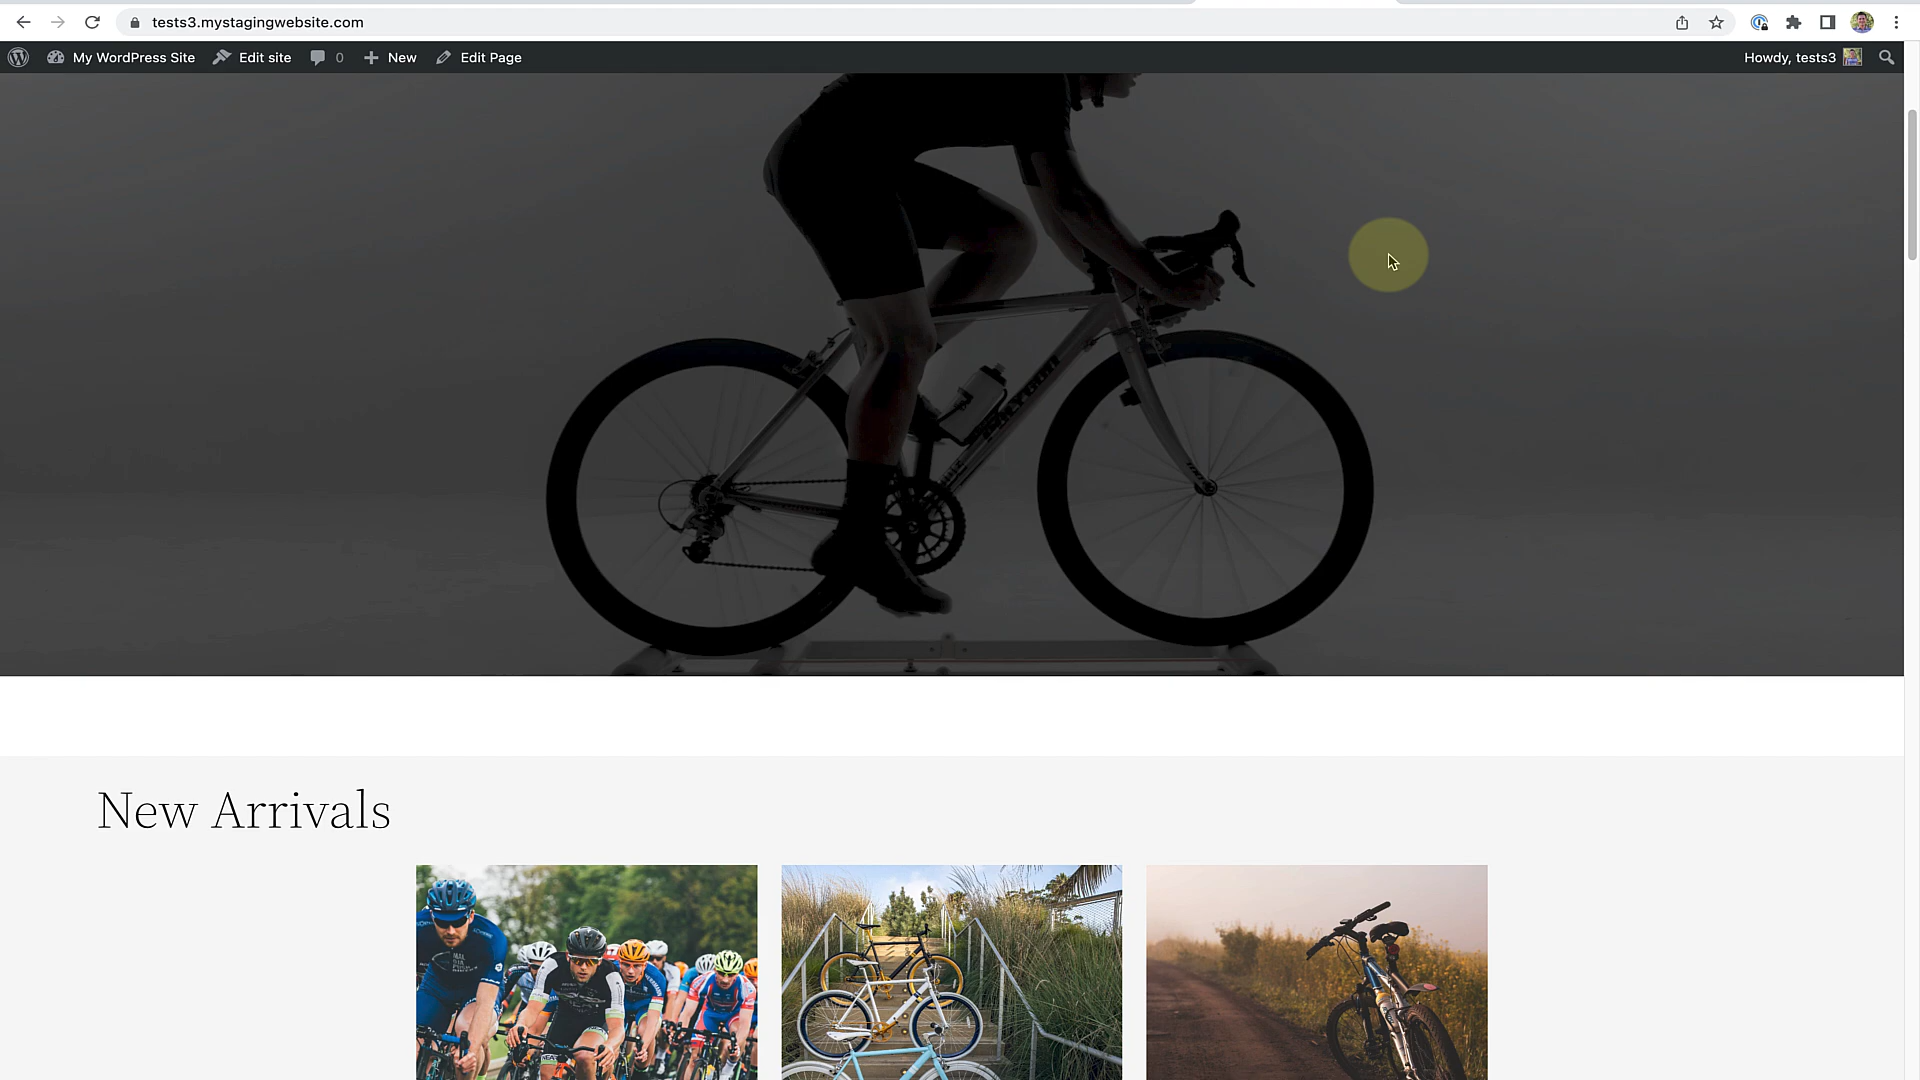 tests3.mystagingwebsite.com
My WordPress Site
Edit site
0
New
Edit Page
Howdy, tests3
New Arrivals